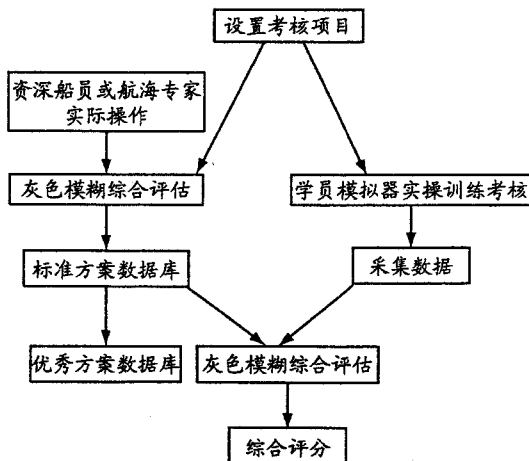 设置考核项目
资深船员或航海专家
实际操作
灰色模糊综合评估
学员模拟器实操训练考核
标准方案数据库
采集数据
优秀方案数据库
灰色模糊综合评估
综合评分